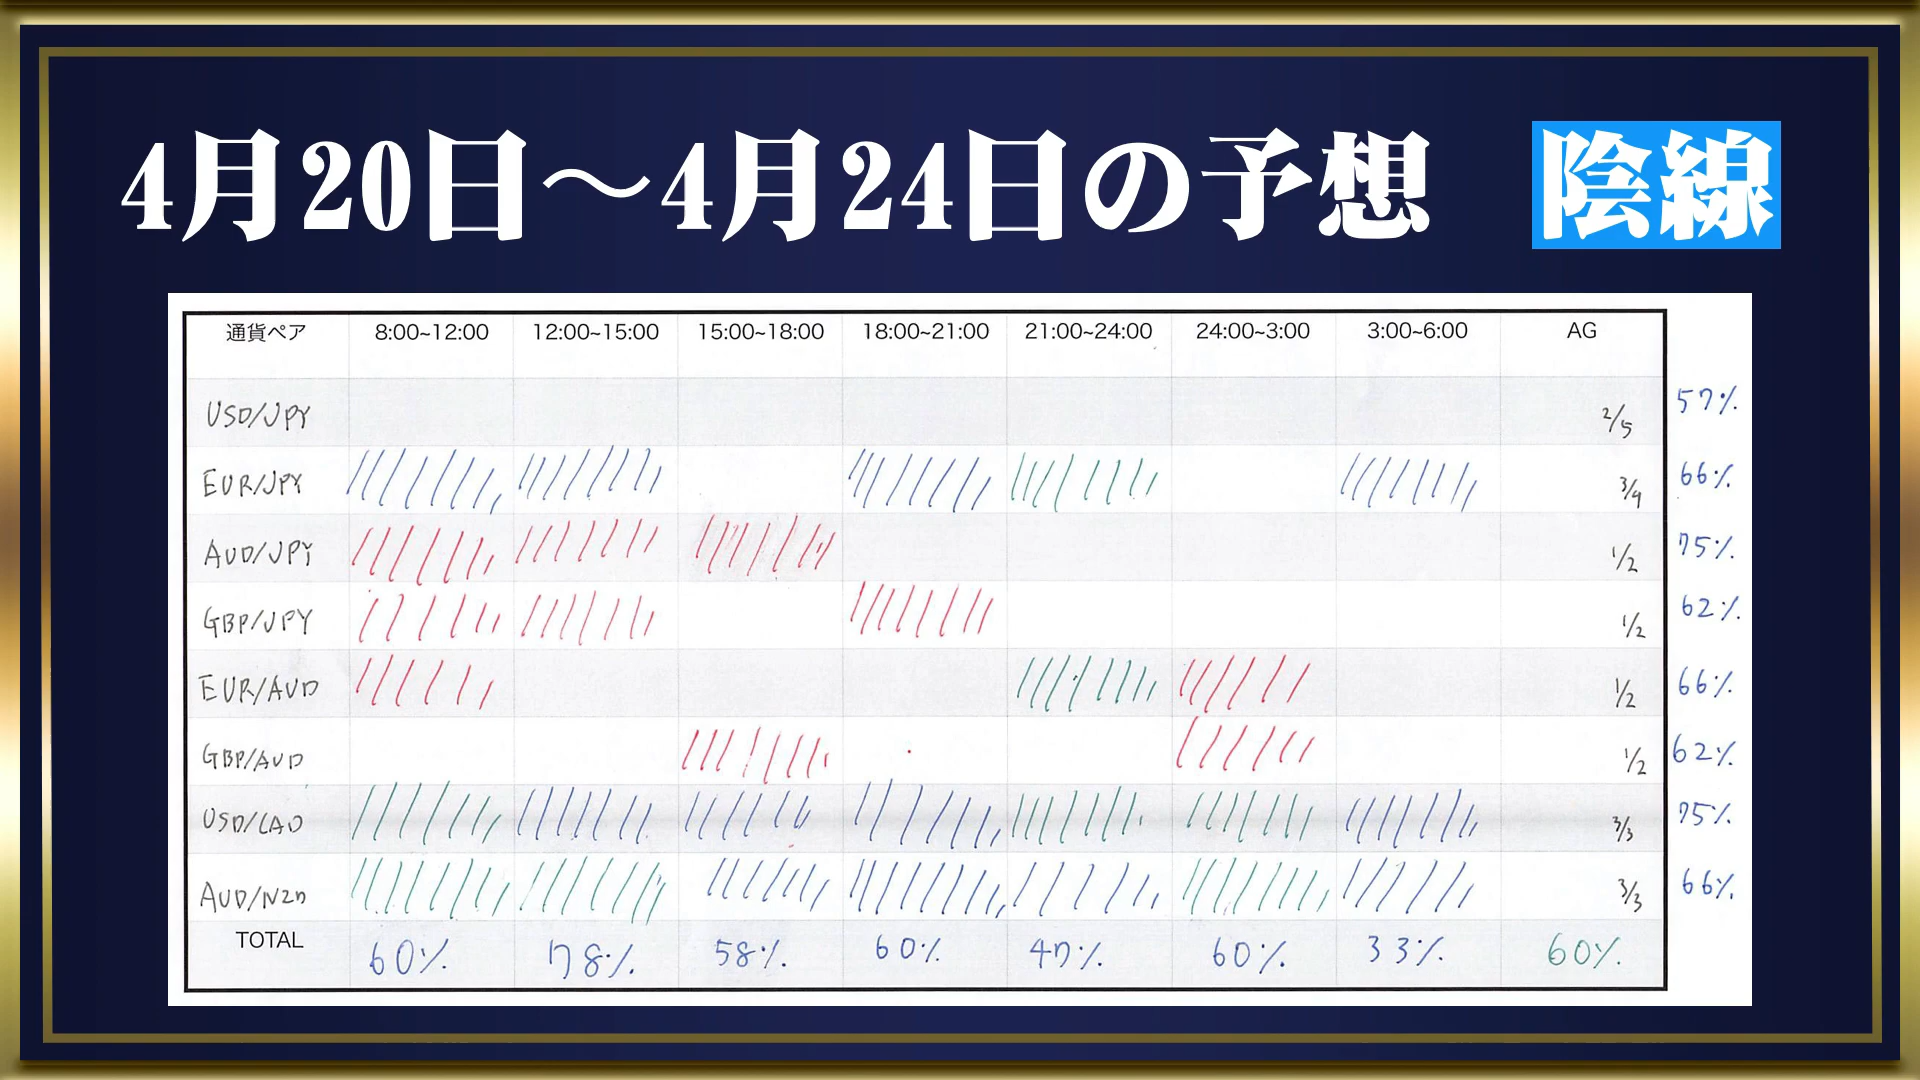 4月20日～4月24日の予想 陰線
通貨ペア 8:00~12:00 12:00~15:00 15:00~18:00 18:00~21:00 21:00~24:00 24:00~3:00 3:00~6:00 AG
USD/JPY 2/5 57%
EUR/JPY 3/4 66%
AUD/JPY 1/2 75%
GBP/JPY 1/2 62%
EUR/AUD 1/2 66%
GBP/AUD 1/2 62%
USD/CAD 3/3 75%
AUD/NZD 3/3 66%
TOTAL 60% 78% 58% 60% 47% 60% 33% 60%